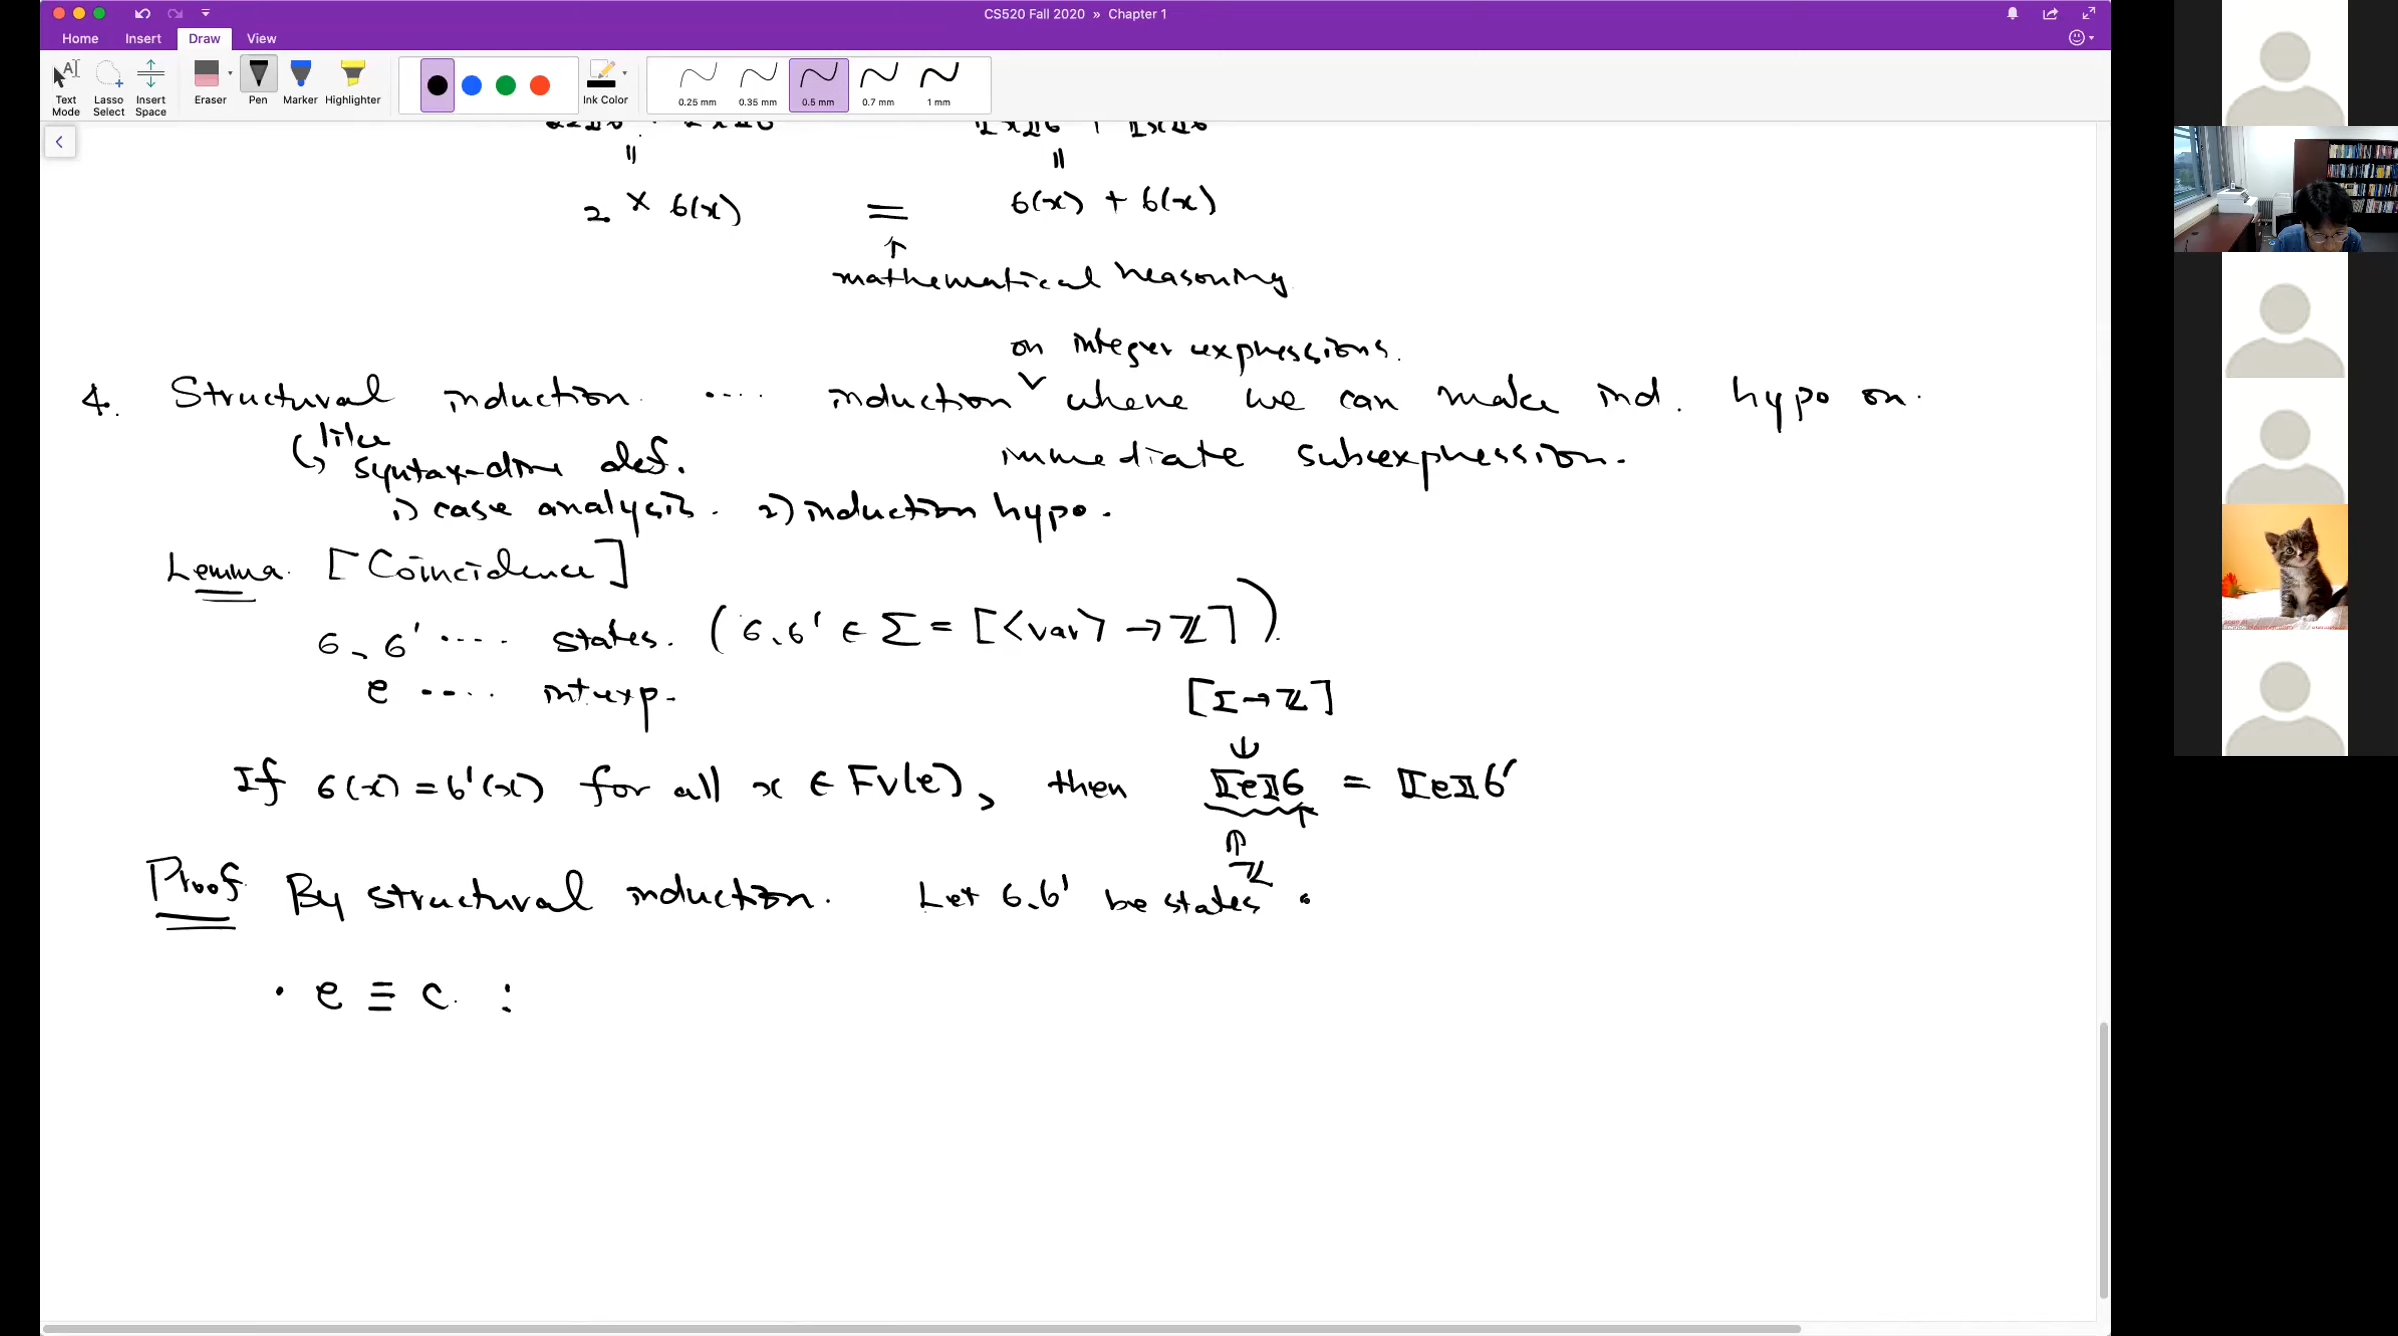 CS520 Fall 2020 » Chapter 1
Home Insert Draw View
Text Mode Lasso Select Insert Space Eraser Pen Marker Highlighter Ink Color 0.25 mm 0.35 mm 0.5 mm 0.7 mm 1 mm
|| ||
2 × σ(x) = σ(x) + σ(x)
↑
mathematical reasoning
on integer expressions.
4. Structural induction .... induction ∨ where we can make ind. hypo on.
like
↳ syntax-dire def. immediate subexpression.
1) case analysis. 2) induction hypo.
Lemma. [Coincidence]
σ, σ' .... states. (σ, σ' ∈ Σ = [<var> → ℤ]).
e .... intexp. [Σ → ℤ]
↓
If σ(x) = σ'(x) for all x ∈ FV(e), then ⟦e⟧σ = ⟦e⟧σ'
⇑
ℤ
Proof. By structural induction. Let σ, σ' be states.
· e ≡ c. :